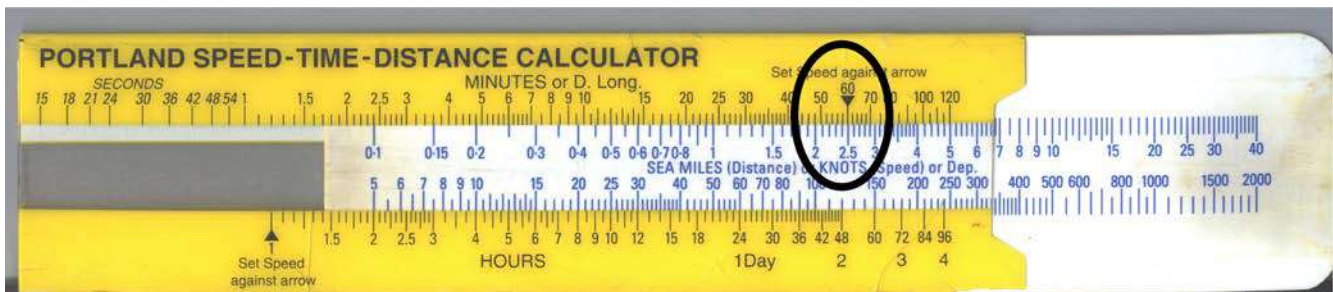 PORTLAND SPEED-TIME-DISTANCE CALCULATOR
SECONDS
MINUTES or D. Long.
Set Speed against arrow
15 18 21 24 30 36 42 48 54 1 1.5 2 2.5 3 4 5 6 7 8 9 10 15 20 25 30 40 50 60 70 80 100 120
0·1 0·15 0·2 0·3 0·4 0·5 0·6 0·7 0·8 1 1.5 2 2.5 3 4 5 6 7 8 9 10 15 20 25 30 40
SEA MILES (Distance) or KNOTS (Speed) or Dep.
5 6 7 8 9 10 15 20 25 30 40 50 60 70 80 100 150 200 250 300 400 500 600 800 1000 1500 2000
1 1.5 2 2.5 3 4 5 6 7 8 9 10 12 15 18 24 30 36 42 48 60 72 84 96
Set Speed
against arrow
HOURS 1Day 2 3 4